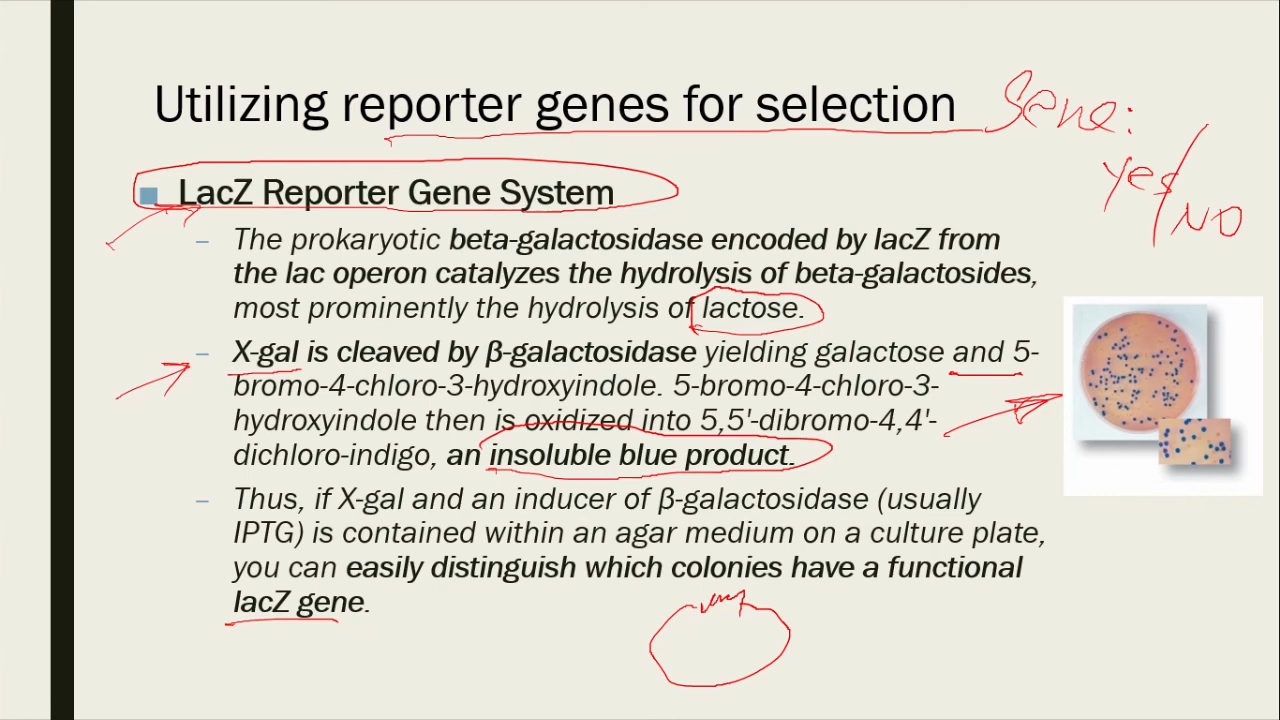 Utilizing reporter genes for selection
Gene:
yes/NO
LacZ Reporter Gene System
– The prokaryotic beta-galactosidase encoded by lacZ from
the lac operon catalyzes the hydrolysis of beta-galactosides,
most prominently the hydrolysis of lactose.
– X-gal is cleaved by β-galactosidase yielding galactose and 5-
bromo-4-chloro-3-hydroxyindole. 5-bromo-4-chloro-3-
hydroxyindole then is oxidized into 5,5'-dibromo-4,4'-
dichloro-indigo, an insoluble blue product.
– Thus, if X-gal and an inducer of β-galactosidase (usually
IPTG) is contained within an agar medium on a culture plate,
you can easily distinguish which colonies have a functional
lacZ gene.